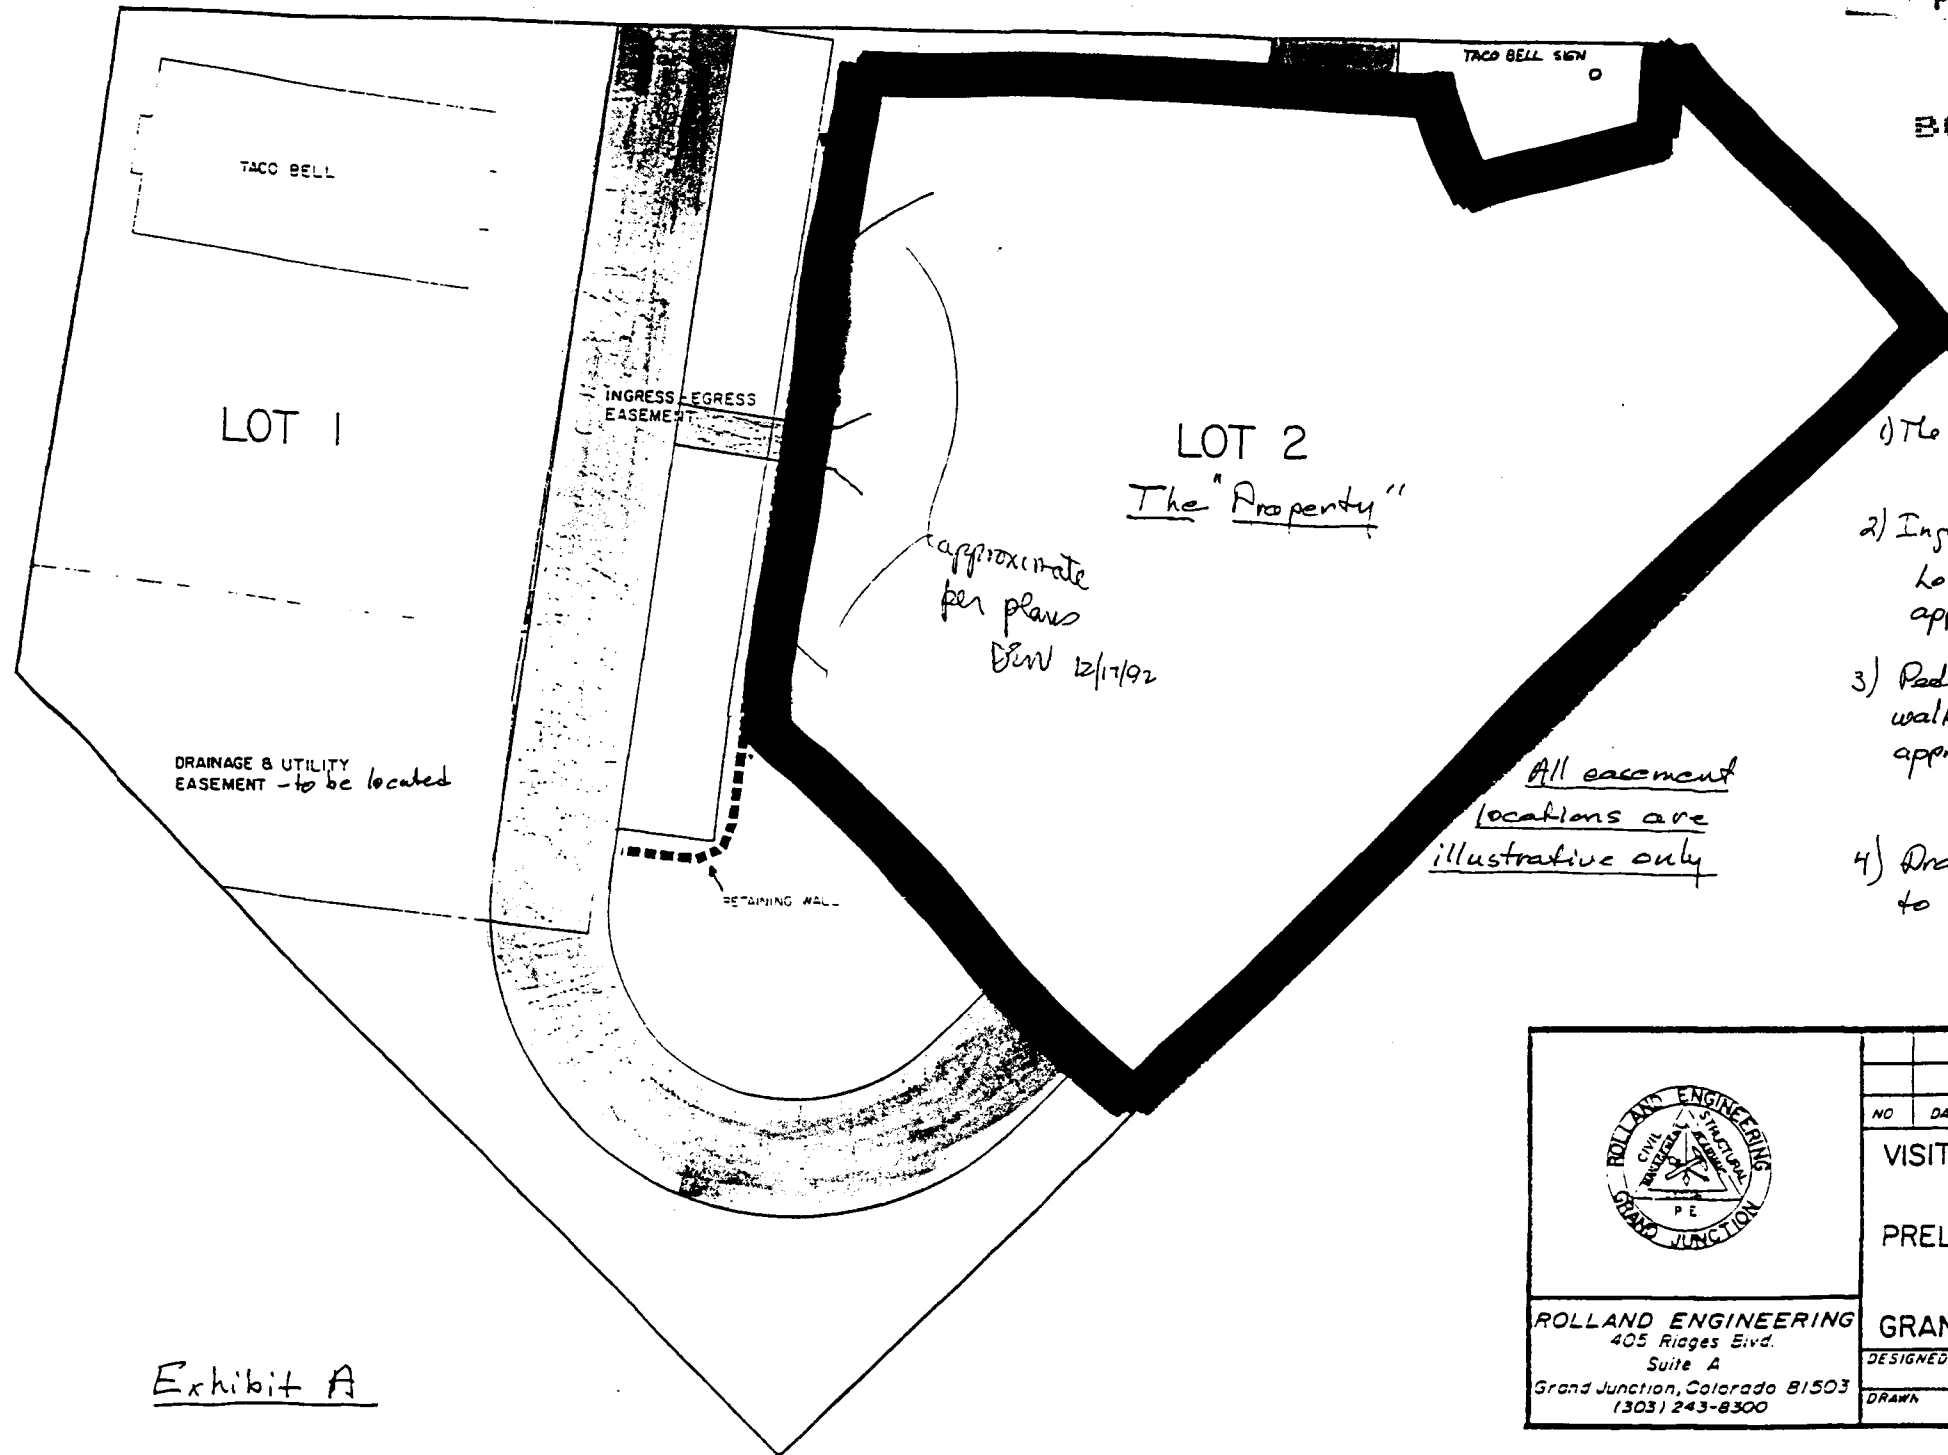 TACO BELL SIGN
TACO BELL
INGRESS-EGRESS
EASEMENT
LOT 1
LOT 2
The "Property"
approximate
per plans
12/17/92
1) The
2) Ing
Lo
app
3) Ped
wal
app
DRAINAGE & UTILITY
EASEMENT - to be located
All easement
locations are
illustrative only
4) Dra
to
RETAINING WALL
ROLLAND ENGINEERING
GRAND JUNCTION
CIVIL
STRUCTURAL
P E
NO DA
VISIT
PREL
GRAN
DESIGNED
DRAWN
ROLLAND ENGINEERING
405 Ridges Blvd.
Suite A
Grand Junction, Colorado 81503
(303) 243-8300
Exhibit A